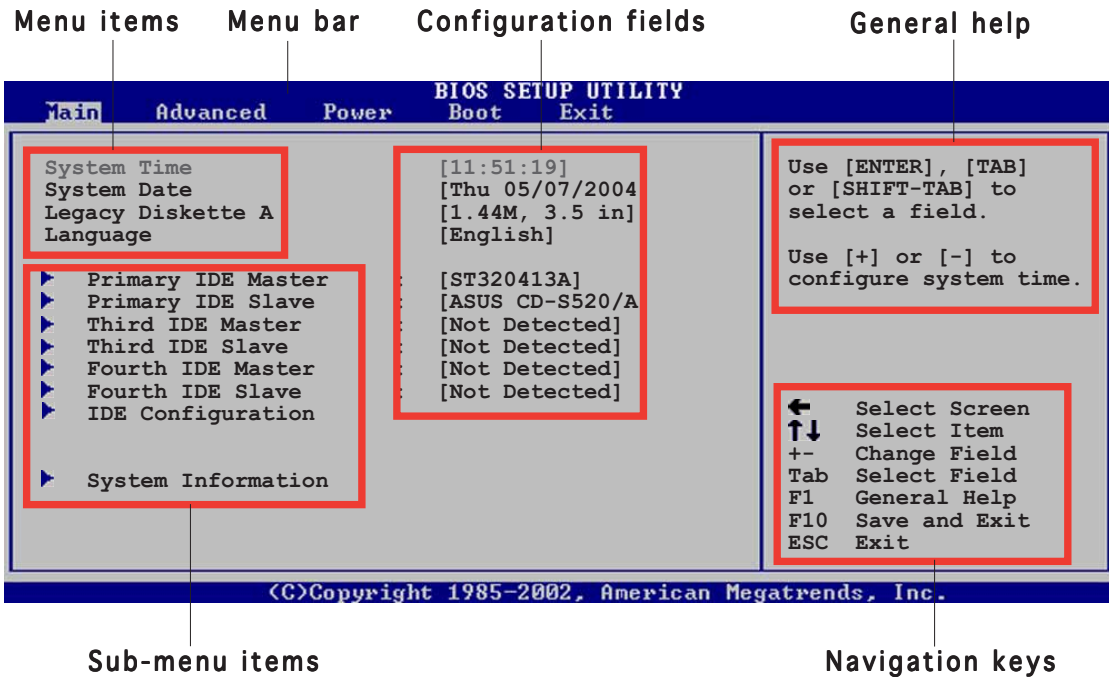 Menu items Menu bar Configuration fields General help
BIOS SETUP UTILITY
Main Advanced Power Boot Exit
System Time [11:51:19]
System Date [Thu 05/07/2004
Legacy Diskette A [1.44M, 3.5 in]
Language [English]
Primary IDE Master : [ST320413A]
Primary IDE Slave : [ASUS CD-S520/A
Third IDE Master : [Not Detected]
Third IDE Slave : [Not Detected]
Fourth IDE Master : [Not Detected]
Fourth IDE Slave : [Not Detected]
IDE Configuration
System Information
Use [ENTER], [TAB]
or [SHIFT-TAB] to
select a field.
Use [+] or [-] to
configure system time.
← Select Screen
↑↓ Select Item
+- Change Field
Tab Select Field
F1 General Help
F10 Save and Exit
ESC Exit
(C)Copyright 1985-2002, American Megatrends, Inc.
Sub-menu items Navigation keys